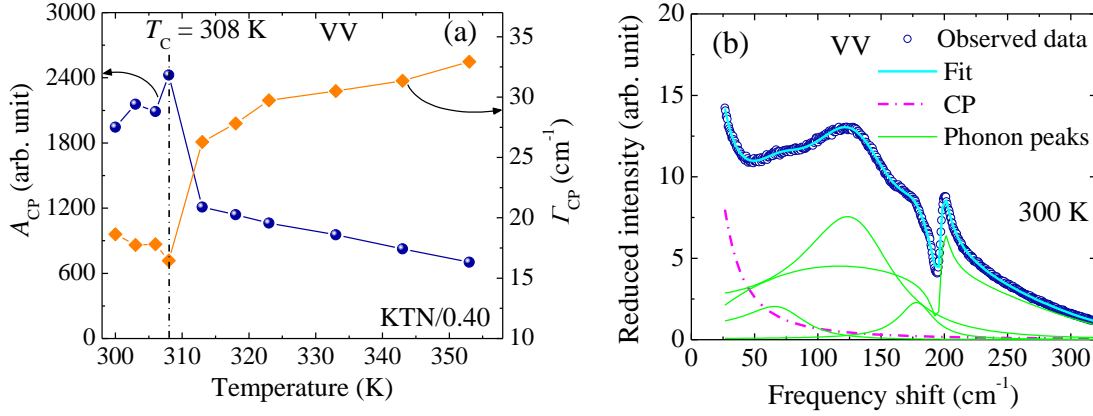 T_C = 308 K VV (a)
3000
2400
1800
1200
600
0
A_CP (arb. unit)
35
30
25
20
15
10
Γ_CP (cm⁻¹)
KTN/0.40
300 310 320 330 340 350
Temperature (K)
(b) VV
Observed data
Fit
CP
Phonon peaks
300 K
20
15
10
5
0
Reduced intensity (arb. unit)
50 100 150 200 250 300
Frequency shift (cm⁻¹)